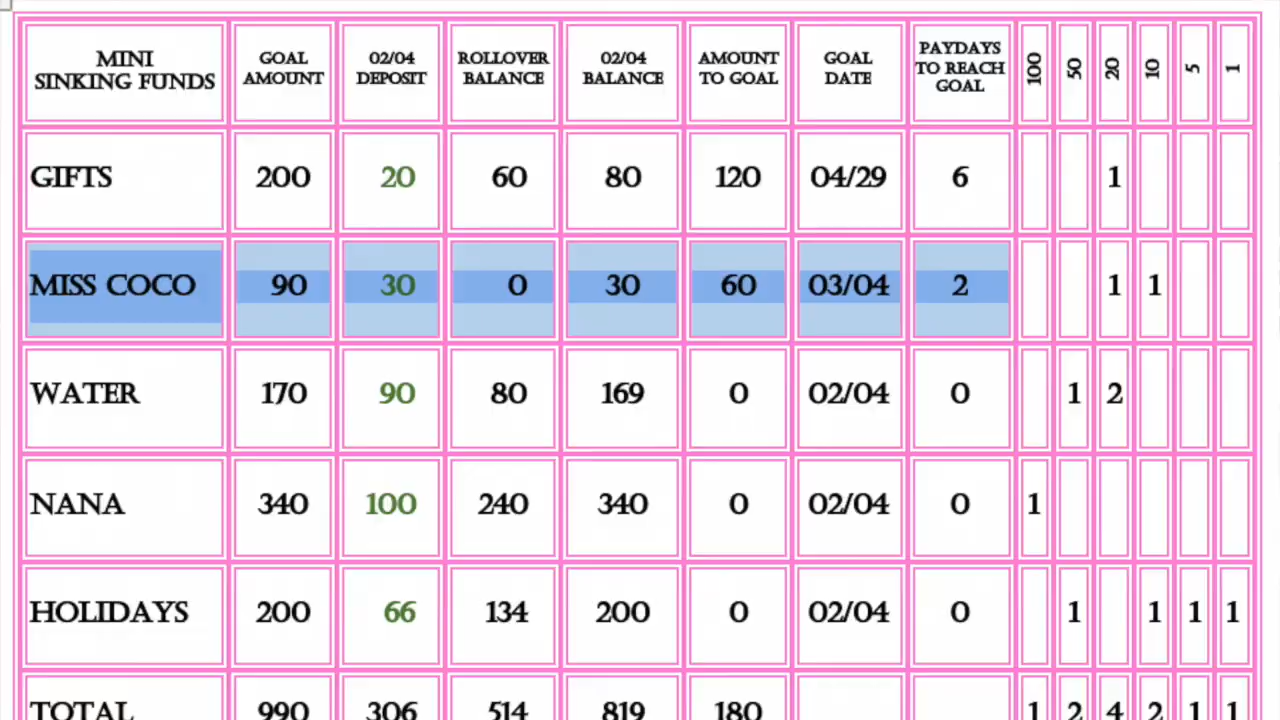 MINI SINKING FUNDS GOAL AMOUNT 02/04 DEPOSIT ROLLOVER BALANCE 02/04 BALANCE AMOUNT TO GOAL GOAL DATE PAYDAYS TO REACH GOAL 100 50 20 10 5 1
GIFTS 200 20 60 80 120 04/29 6 1
MISS COCO 90 30 0 30 60 03/04 2 1 1
WATER 170 90 80 169 0 02/04 0 1 2
NANA 340 100 240 340 0 02/04 0 1
HOLIDAYS 200 66 134 200 0 02/04 0 1 1 1 1
TOTAL 990 306 514 819 180 1 2 4 2 1 1